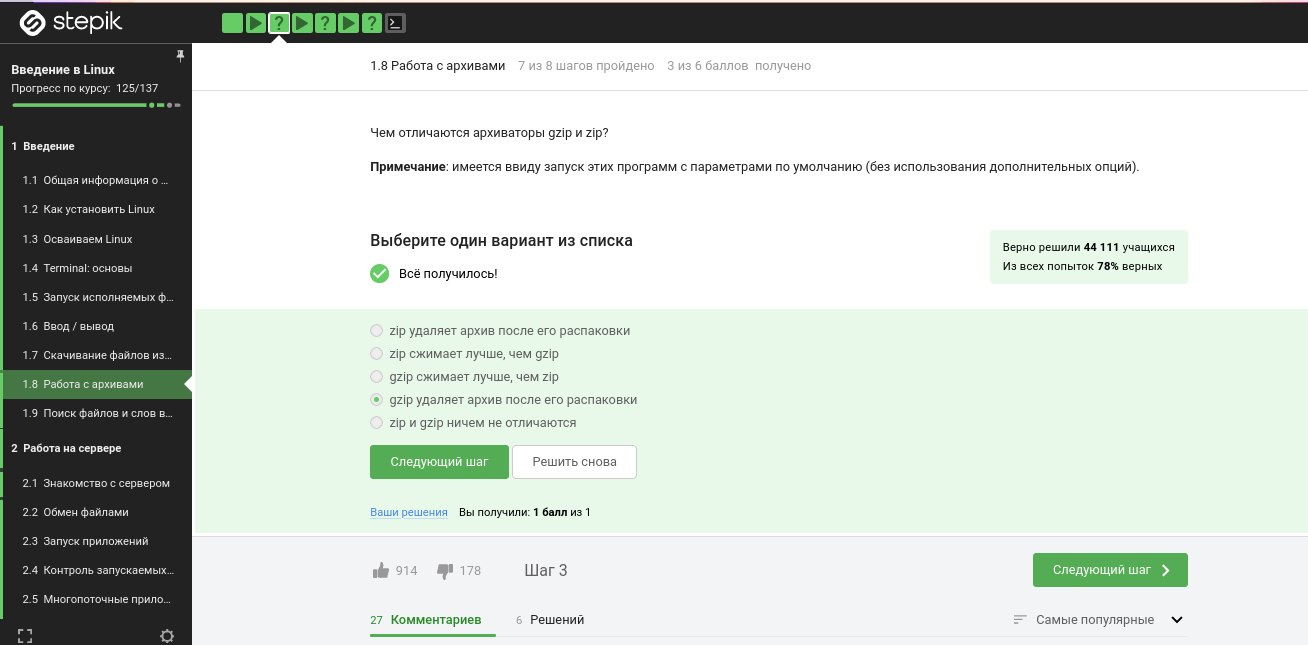 stepik
Введение в Linux
Прогресс по курсу: 125/137
1 Введение
1.1 Общая информация о ...
1.2 Как установить Linux
1.3 Осваиваем Linux
1.4 Terminal: основы
1.5 Запуск исполняемых ф...
1.6 Ввод / вывод
1.7 Скачивание файлов из...
1.8 Работа с архивами
1.9 Поиск файлов и слов в...
2 Работа на сервере
2.1 Знакомство с сервером
2.2 Обмен файлами
2.3 Запуск приложений
2.4 Контроль запускаемых...
2.5 Многопоточные прило...
1.8 Работа с архивами 7 из 8 шагов пройдено 3 из 6 баллов получено
Чем отличаются архиваторы gzip и zip?
Примечание: имеется ввиду запуск этих программ с параметрами по умолчанию (без использования дополнительных опций).
Выберите один вариант из списка
Всё получилось!
Верно решили 44 111 учащихся
Из всех попыток 78% верных
zip удаляет архив после его распаковки
zip сжимает лучше, чем gzip
gzip сжимает лучше, чем zip
gzip удаляет архив после его распаковки
zip и gzip ничем не отличаются
Следующий шаг Решить снова
Ваши решения Вы получили: 1 балл из 1
914 178 Шаг 3 Следующий шаг
27 Комментариев 6 Решений Самые популярные